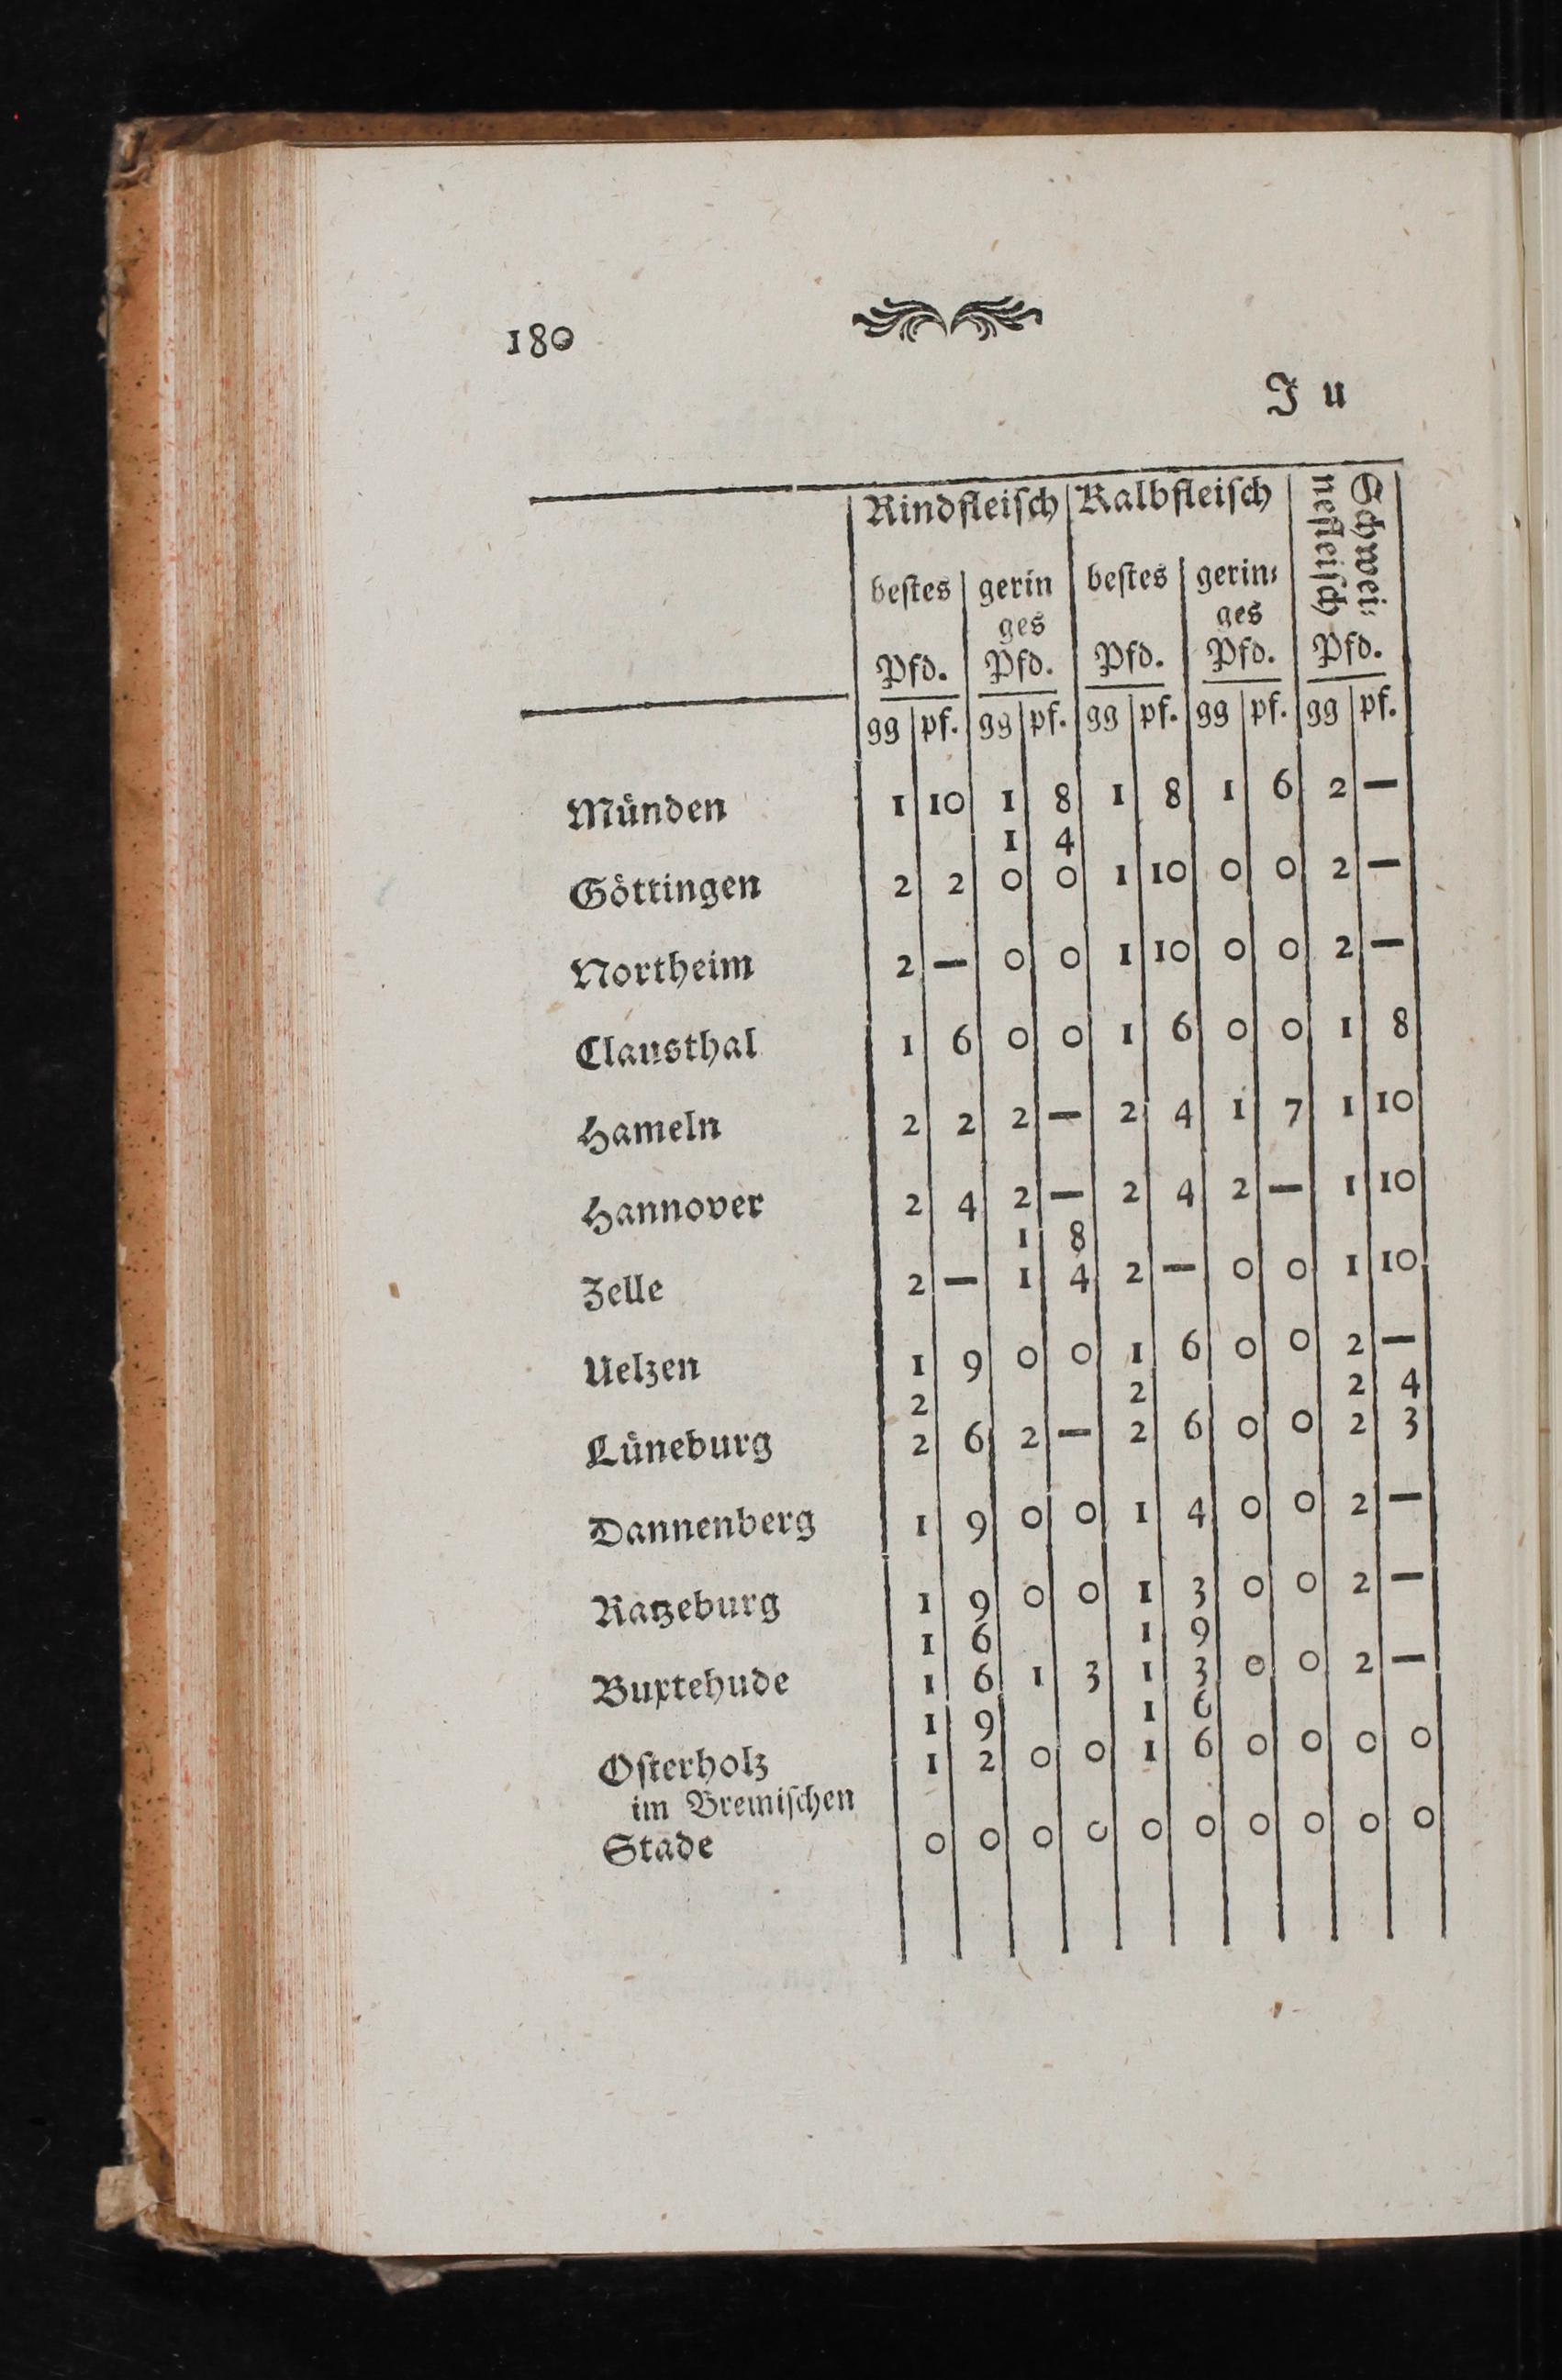 180
J u
Rindfleiſch Kalbfleiſch Schwei⸗
nefleiſch
beſtes gerin beſtes gerin⸗
ges ges
Pfd. Pfd. Pfd. Pfd. Pfd.
gg pf. gg pf. gg pf. gg pf. gg pf.
Münden 1 10 1 8 1 8 1 6 2 —
1 4
Göttingen 2 2 0 0 1 10 0 0 2 —
Northeim 2 — 0 0 1 10 0 0 2 —
Clausthal 1 6 0 0 1 6 0 0 1 8
Hameln 2 2 2 — 2 4 1 7 1 10
Hannover 2 4 2 — 2 4 2 — 1 10
1 8
Zelle 2 — 1 4 2 — 0 0 1 10
Uelzen 1 9 0 0 1 6 0 0 2 —
2 2 2 4
Lüneburg 2 6 2 — 2 6 0 0 2 3
Dannenberg 1 9 0 0 1 4 0 0 2 —
Ratzeburg 1 9 0 0 1 3 0 0 2 —
1 6 1 9
Buxtehude 1 6 1 3 1 3 0 0 2 —
1 9 1
Oſterholz 1 2 0 0 1 6 0 0 0 0
im Bremiſchen
Stade 0 0 0 0 0 0 0 0 0 0